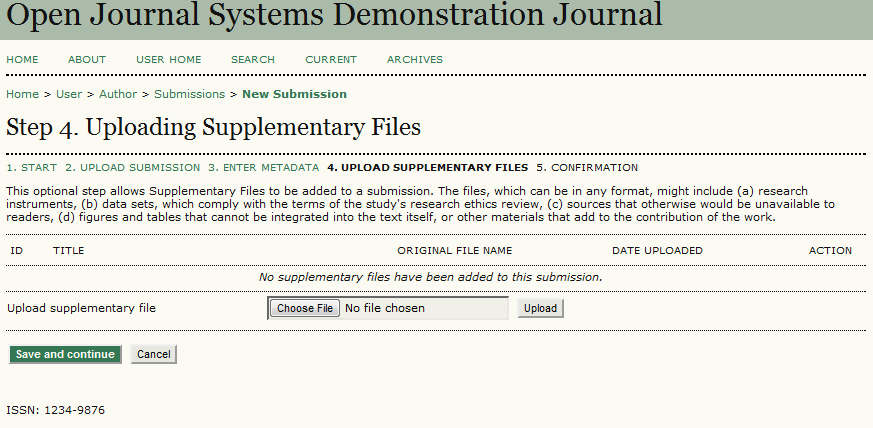 Open Journal Systems Demonstration Journal
HOME ABOUT USER HOME SEARCH CURRENT ARCHIVES
Home > User > Author > Submissions > New Submission
Step 4. Uploading Supplementary Files
1. START 2. UPLOAD SUBMISSION 3. ENTER METADATA 4. UPLOAD SUPPLEMENTARY FILES 5. CONFIRMATION
This optional step allows Supplementary Files to be added to a submission. The files, which can be in any format, might include (a) research
instruments, (b) data sets, which comply with the terms of the study's research ethics review, (c) sources that otherwise would be unavailable to
readers, (d) figures and tables that cannot be integrated into the text itself, or other materials that add to the contribution of the work.
ID TITLE ORIGINAL FILE NAME DATE UPLOADED ACTION
No supplementary files have been added to this submission.
Upload supplementary file Choose File No file chosen Upload
Save and continue Cancel
ISSN: 1234-9876